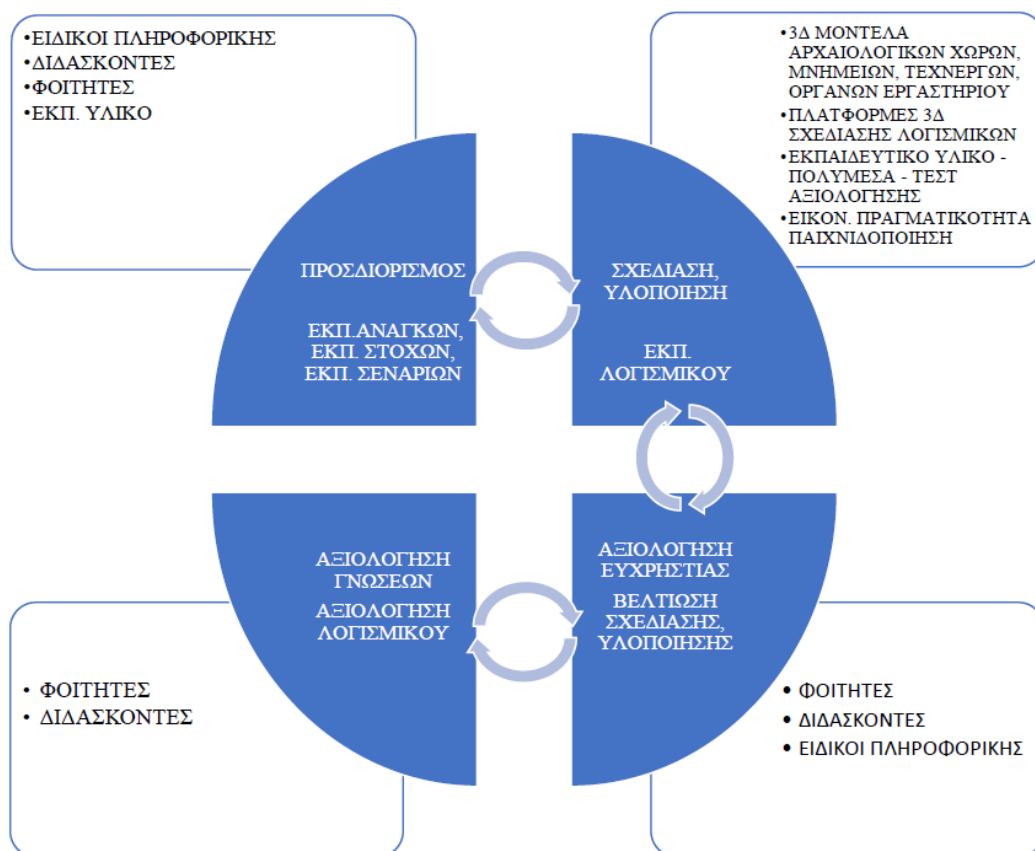 •ΕΙΔΙΚΟΙ ΠΛΗΡΟΦΟΡΙΚΗΣ
•ΔΙΔΑΣΚΟΝΤΕΣ
•ΦΟΙΤΗΤΕΣ
•ΕΚΠ. ΥΛΙΚΟ
•3Δ ΜΟΝΤΕΛΑ
ΑΡΧΑΙΟΛΟΓΙΚΩΝ ΧΩΡΩΝ,
ΜΝΗΜΕΙΩΝ, ΤΕΧΝΕΡΓΩΝ,
ΟΡΓΑΝΩΝ ΕΡΓΑΣΤΗΡΙΟΥ
•ΠΛΑΤΦΟΡΜΕΣ 3Δ
ΣΧΕΔΙΑΣΗΣ ΛΟΓΙΣΜΙΚΩΝ
•ΕΚΠΑΙΔΕΥΤΙΚΟ ΥΛΙΚΟ -
ΠΟΛΥΜΕΣΑ - ΤΕΣΤ
ΑΞΙΟΛΟΓΗΣΗΣ
•ΕΙΚΟΝ. ΠΡΑΓΜΑΤΙΚΟΤΗΤΑ
ΠΑΙΧΝΙΔΟΠΟΙΗΣΗ
ΠΡΟΣΔΙΟΡΙΣΜΟΣ
ΕΚΠ.ΑΝΑΓΚΩΝ,
ΕΚΠ. ΣΤΟΧΩΝ,
ΕΚΠ. ΣΕΝΑΡΙΩΝ
ΣΧΕΔΙΑΣΗ,
ΥΛΟΠΟΙΗΣΗ
ΕΚΠ.
ΛΟΓΙΣΜΙΚΟΥ
ΑΞΙΟΛΟΓΗΣΗ
ΓΝΩΣΕΩΝ
ΑΞΙΟΛΟΓΗΣΗ
ΛΟΓΙΣΜΙΚΟΥ
ΑΞΙΟΛΟΓΗΣΗ
ΕΥΧΡΗΣΤΙΑΣ
ΒΕΛΤΙΩΣΗ
ΣΧΕΔΙΑΣΗΣ,
ΥΛΟΠΟΙΗΣΗΣ
• ΦΟΙΤΗΤΕΣ
• ΔΙΔΑΣΚΟΝΤΕΣ
• ΦΟΙΤΗΤΕΣ
• ΔΙΔΑΣΚΟΝΤΕΣ
• ΕΙΔΙΚΟΙ ΠΛΗΡΟΦΟΡΙΚΗΣ